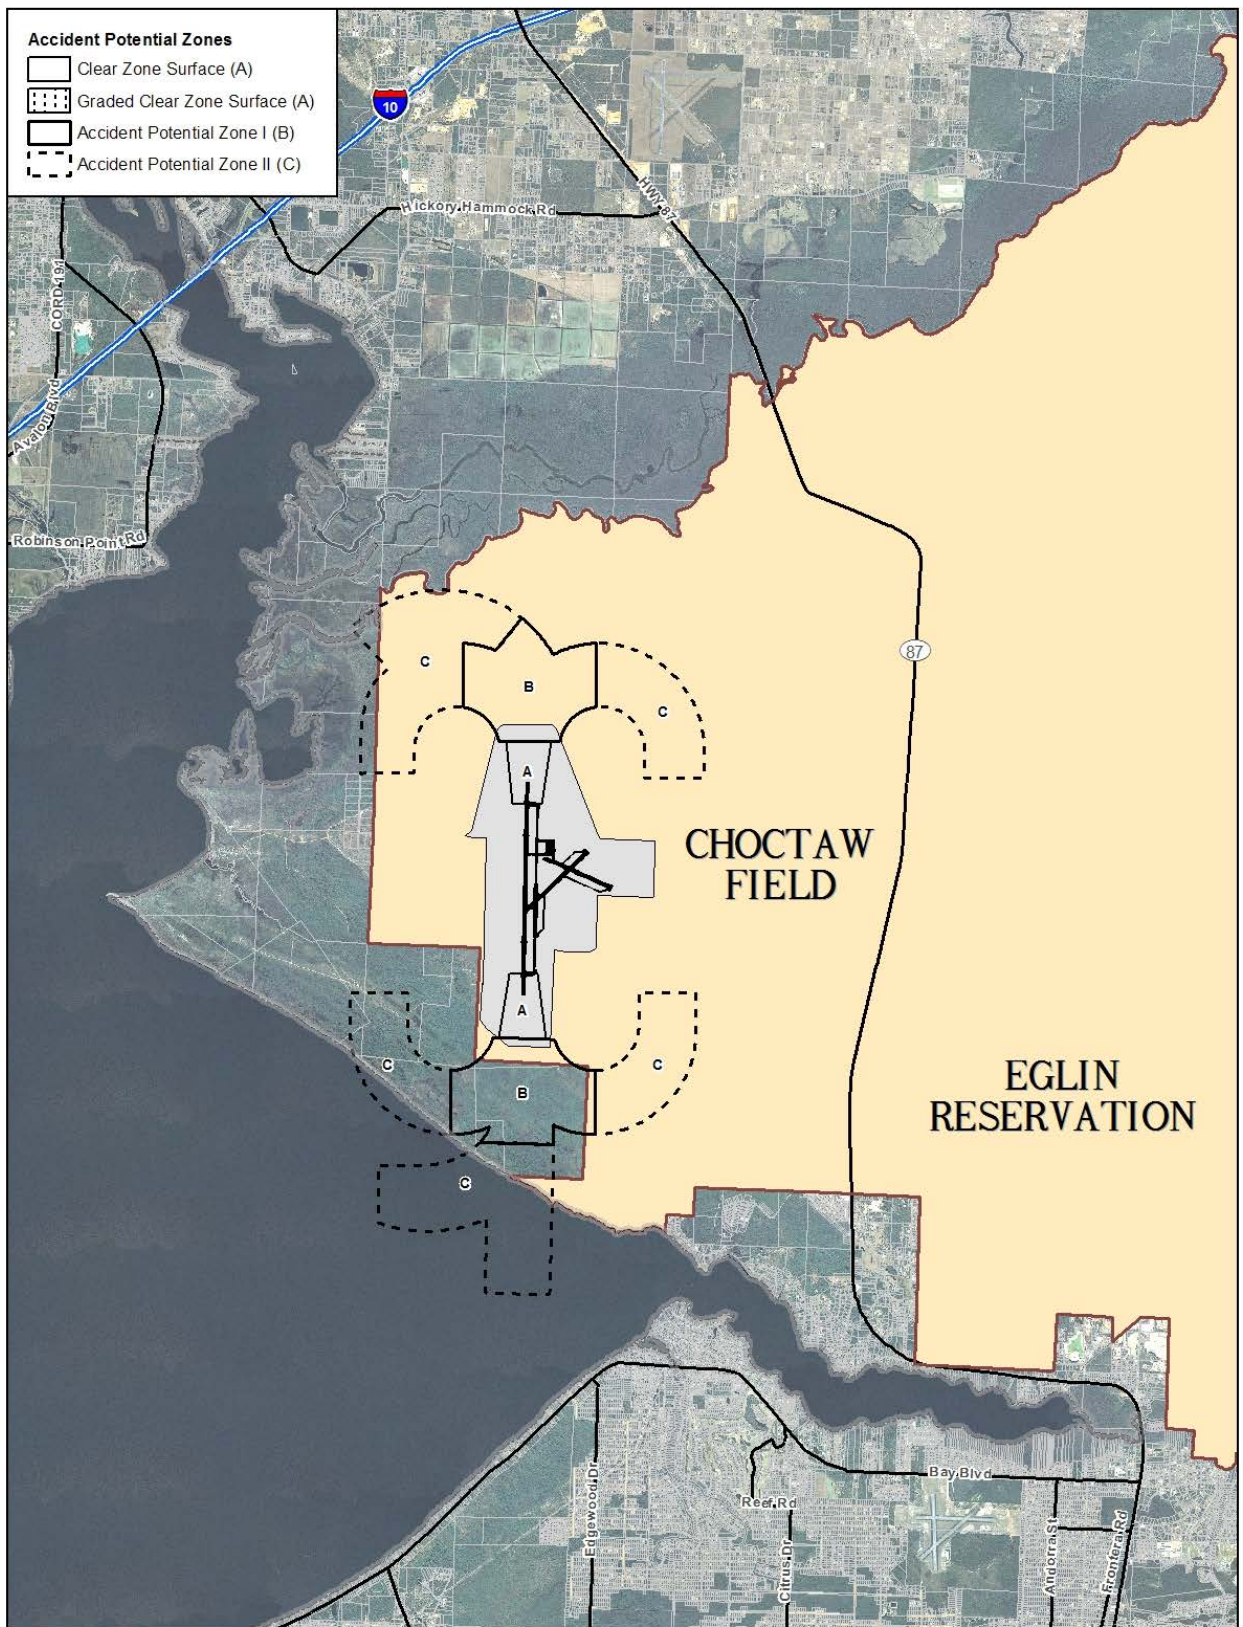 Accident Potential Zones
Clear Zone Surface (A)
Graded Clear Zone Surface (A)
Accident Potential Zone I (B)
Accident Potential Zone II (C)
10
HWY 87
Hickory Hammock Rd
CORD 191
Avalon Blvd
Robinson Point Rd
87
C
B
C
A
CHOCTAW
FIELD
A
C
C
B
EGLIN
RESERVATION
C
Bay Blvd
Reef Rd
Edgewood Dr
Citrus Dr
Andorra St
Frontera Rd